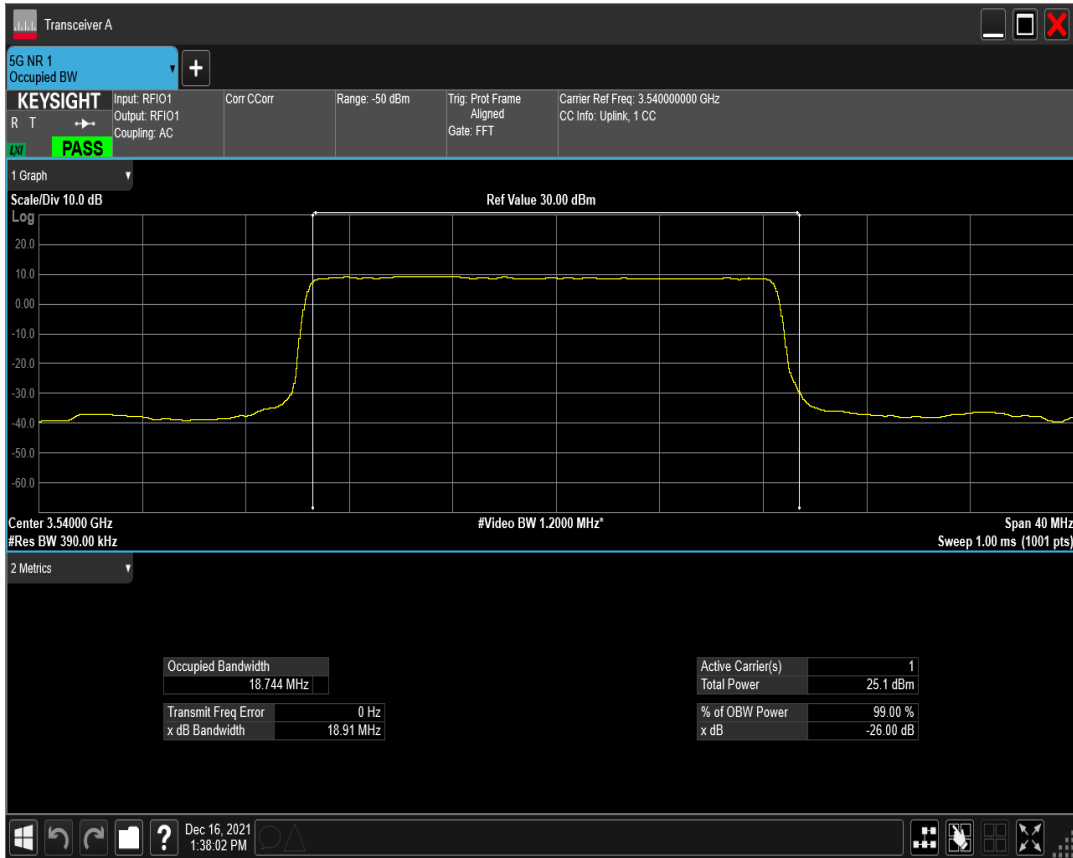 Transceiver A
5G NR 1
Occupied BW
KEYSIGHT
R T
LXI
PASS
Input: RFIO1
Output: RFIO1
Coupling: AC
Corr CCorr
Range: -50 dBm
Trig: Prot Frame
Aligned
Gate: FFT
Carrier Ref Freq: 3.540000000 GHz
CC Info: Uplink, 1 CC
1 Graph
Scale/Div 10.0 dB
Ref Value 30.00 dBm
Log
20.0
10.0
0.00
-10.0
-20.0
-30.0
-40.0
-50.0
-60.0
Center 3.54000 GHz
#Video BW 1.2000 MHz*
Span 40 MHz
#Res BW 390.00 kHz
Sweep 1.00 ms (1001 pts)
2 Metrics
Occupied Bandwidth
18.744 MHz
Transmit Freq Error 0 Hz
x dB Bandwidth 18.91 MHz
Active Carrier(s) 1
Total Power 25.1 dBm
% of OBW Power 99.00 %
x dB -26.00 dB
?
Dec 16, 2021
1:38:02 PM